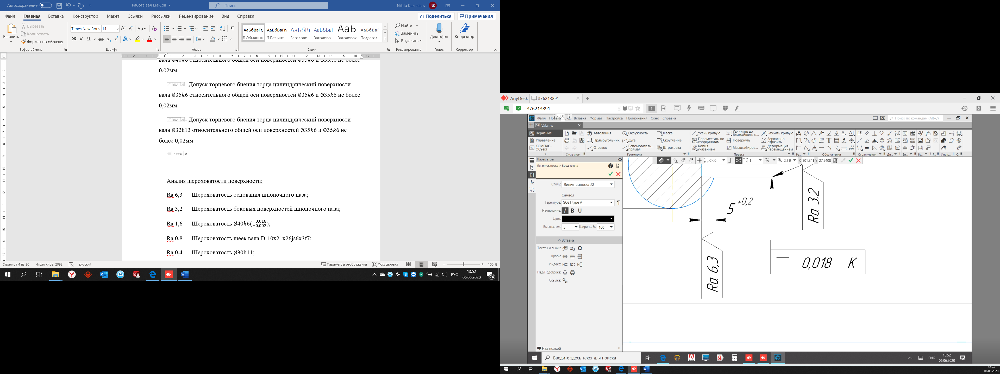 Автосохранение
Работа вал EralCoil
Поиск
Nikita Kuznetsov
NK
Файл Главная Вставка Конструктор Макет Ссылки Рассылки Рецензирование Вид Справка
Поделиться Примечания
Вставить
Вырезать
Копировать
Формат по образцу
Буфер обмена
Times New Ro 14
Шрифт
Абзац
АаБбВвГг, АаБбВвГг, АаБбВв АаБбВвГ Аab АаБбВвГ
¶ Обычный ¶ Без инт... Заголово... Заголово... Заголовок Подзагол...
Стили
Найти
Заменить
Выделить
Редактирование
Диктофон
Голос
Корректор
Корректор
вала Ø40k6 относительного общей оси поверхностей Ø35k6 и Ø35k6 не более
0,02мм.
- Допуск торцевого биения торца цилиндрический поверхности
вала Ø35k6 относительного общей оси поверхностей Ø35k6 и Ø35k6 не более
0,02мм.
- Допуск торцевого биения торца цилиндрический поверхности
вала Ø32h13 относительного общей оси поверхностей Ø35k6 и Ø35k6 не
более 0,02мм.
T 0,016 И
Анализ шероховатости поверхности:
Ra 6,3 — Шероховатость основания шпоночного паза;
Ra 3,2 — Шероховатость боковых поверхностей шпоночного паза;
Ra 1,6 — Шероховатость Ø40k6(+0,018 +0,002);
Ra 0,8 — Шероховатость шеек вала D-10x21x26js6x3f7;
Ra 0,4 — Шероховатость Ø30h11;
Страница 4 из 26 Число слов: 2092 русский
Параметры отображения Фокусировка 100 %
РУС
13:52
06.06.2020
24
AnyDesk 376213891
376213891
Файл Правка Вид Вставка Формат Настройка Приложения Окно Справка
Поиск по командам (Alt+/)
Val.cdw
Черчение
Управление
КОМПАС-Объект
Системная
Автолиния Окружность Фаска
Прямоугольник Дуга Скругление
Отрезок Вспомогатель... прямая Штриховка
Геометрия
Усечь кривую Удлинить до ближайшего о... Разбить кривую
Переместить по координатам Повернуть Зеркально отразить
Копия указанием Масштабиров... Деформация перемещением
Правка
Ра... Обозначения Ограничения Ди... Ви... Вс... Р... Инстр... О.
Параметры
СК 0 1 2.21 X 301.841 Y 27.5408
Линия-выноска > Ввод текста
Стиль: Линия-выноска #2
Символ
Гарнитура: GOST type A
Начертание: I B U
Цвет:
Высота, мм: 5 Ширина, %: 100
Вставка
Тексты и знаки:
Дробь:
Индекс:
Над/Подстрока:
Ссылка:
Над полкой
5 +0,2
Ra 3.2
Ra 6,3
0,018 K
Введите здесь текст для поиска
ENG
15:52
06.06.2020
13:52
06.06.2020